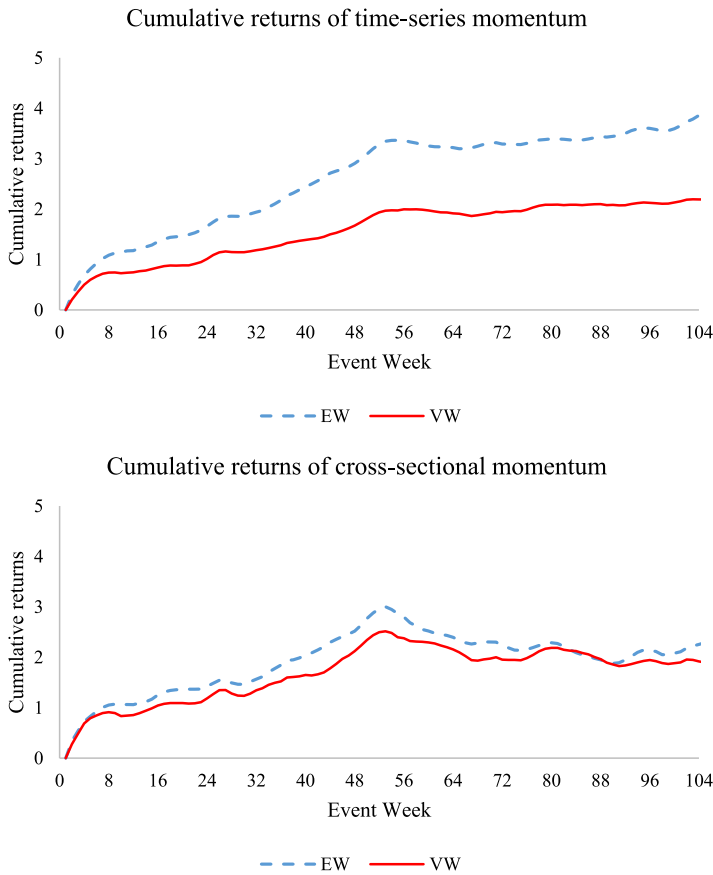 Cumulative returns of time-series momentum
5
4
3
2
1
0
Cumulative returns
0 8 16 24 32 40 48 56 64 72 80 88 96 104
Event Week
EW VW
Cumulative returns of cross-sectional momentum
5
4
3
2
1
0
Cumulative returns
0 8 16 24 32 40 48 56 64 72 80 88 96 104
Event Week
EW VW